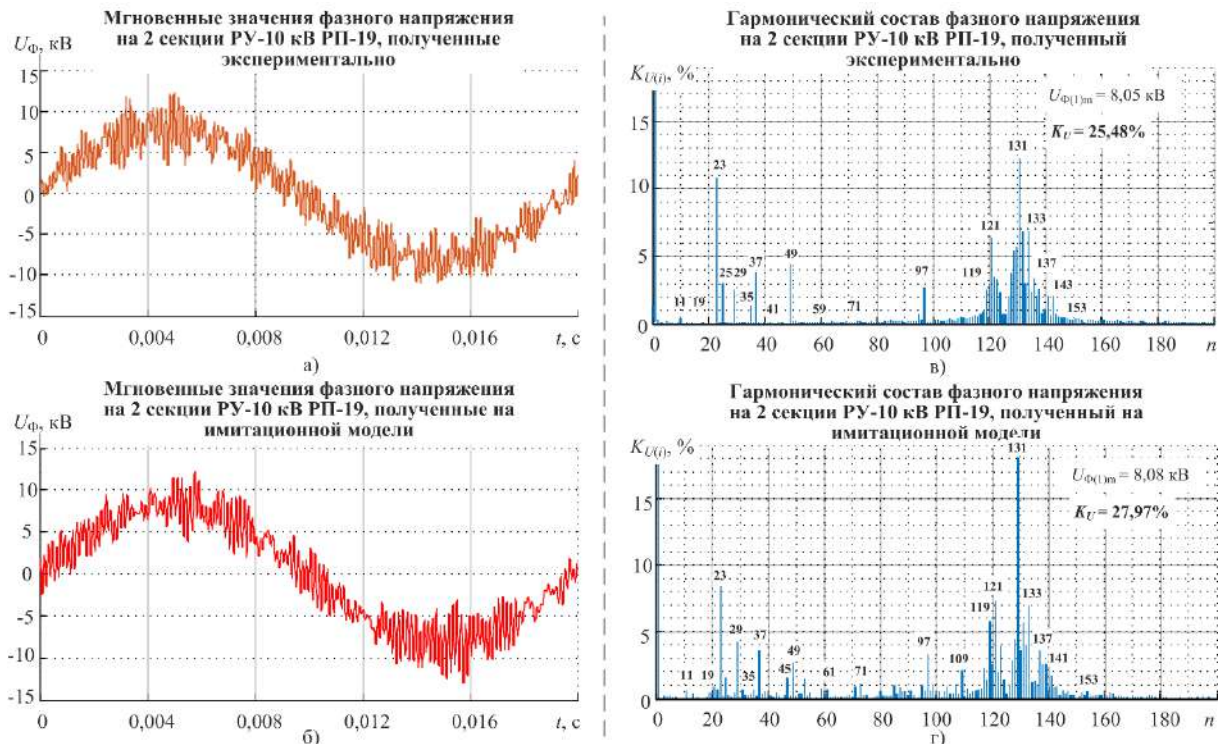 Мгновенные значения фазного напряжения
на 2 секции РУ-10 кВ РП-19, полученные
экспериментально
U_Ф, кВ
15
10
5
0
-5
-10
-15
0 0,004 0,008 0,012 0,016 t, с
а)
Гармонический состав фазного напряжения
на 2 секции РУ-10 кВ РП-19, полученный
экспериментально
K_U(i), %
U_Ф(1)m = 8,05 кВ
K_U = 25,48%
15
10
5
0
11 19 23 25 29 35 37 41 49 59 71 97 119 121 131 133 137 143 153
0 20 40 60 80 100 120 140 160 180 n
в)
Мгновенные значения фазного напряжения
на 2 секции РУ-10 кВ РП-19, полученные на
имитационной модели
U_Ф, кВ
15
10
5
0
-5
-10
-15
0 0,004 0,008 0,012 0,016 t, с
б)
Гармонический состав фазного напряжения
на 2 секции РУ-10 кВ РП-19, полученный на
имитационной модели
K_U(i), %
U_Ф(1)m = 8,08 кВ
K_U = 27,97%
15
10
5
0
11 19 23 29 35 37 45 49 61 71 97 109 119 121 131 133 137 141 153
0 20 40 60 80 100 120 140 160 180 n
г)